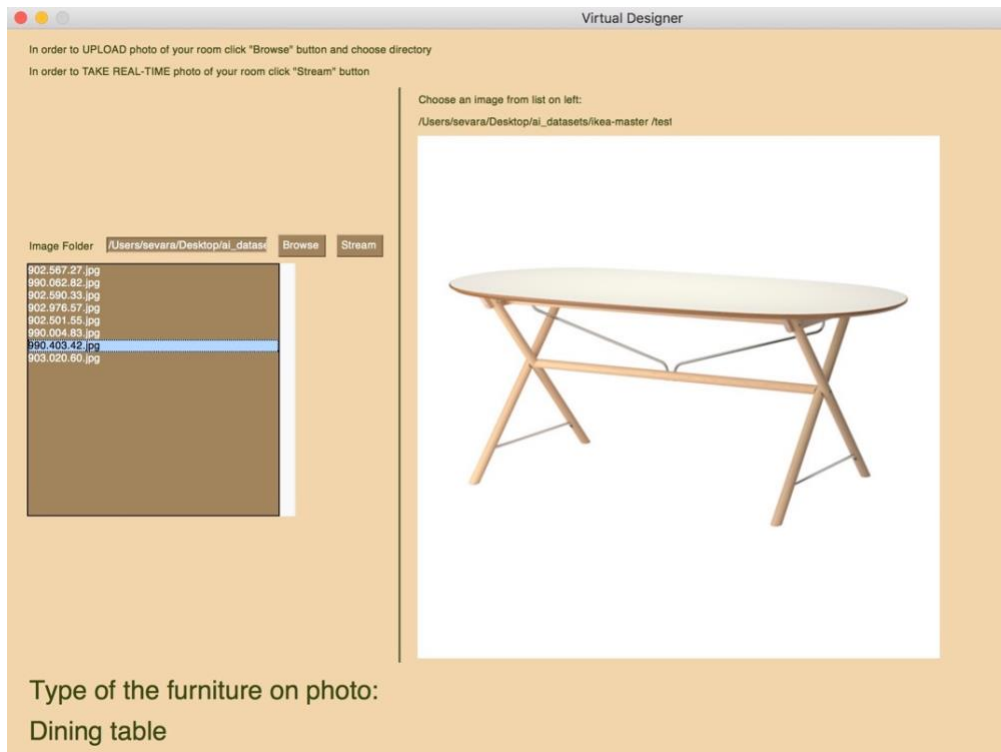 Virtual Designer
In order to UPLOAD photo of your room click "Browse" button and choose directory
In order to TAKE REAL-TIME photo of your room click "Stream" button
Choose an image from list on left:
/Users/sevara/Desktop/ai_datasets/ikea-master /test
Image Folder /Users/sevara/Desktop/ai_datase Browse Stream
902.567.27.jpg
990.062.82.jpg
902.590.33.jpg
902.976.57.jpg
902.501.55.jpg
990.004.83.jpg
990.403.42.jpg
903.020.60.jpg
Type of the furniture on photo:
Dining table